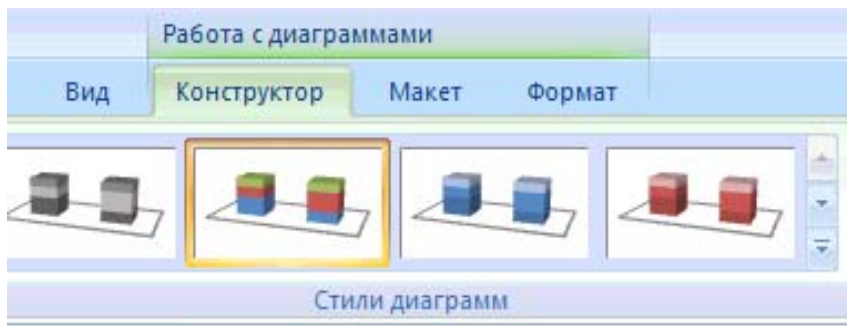 Работа с диаграммами
Вид Конструктор Макет Формат
Стили диаграмм